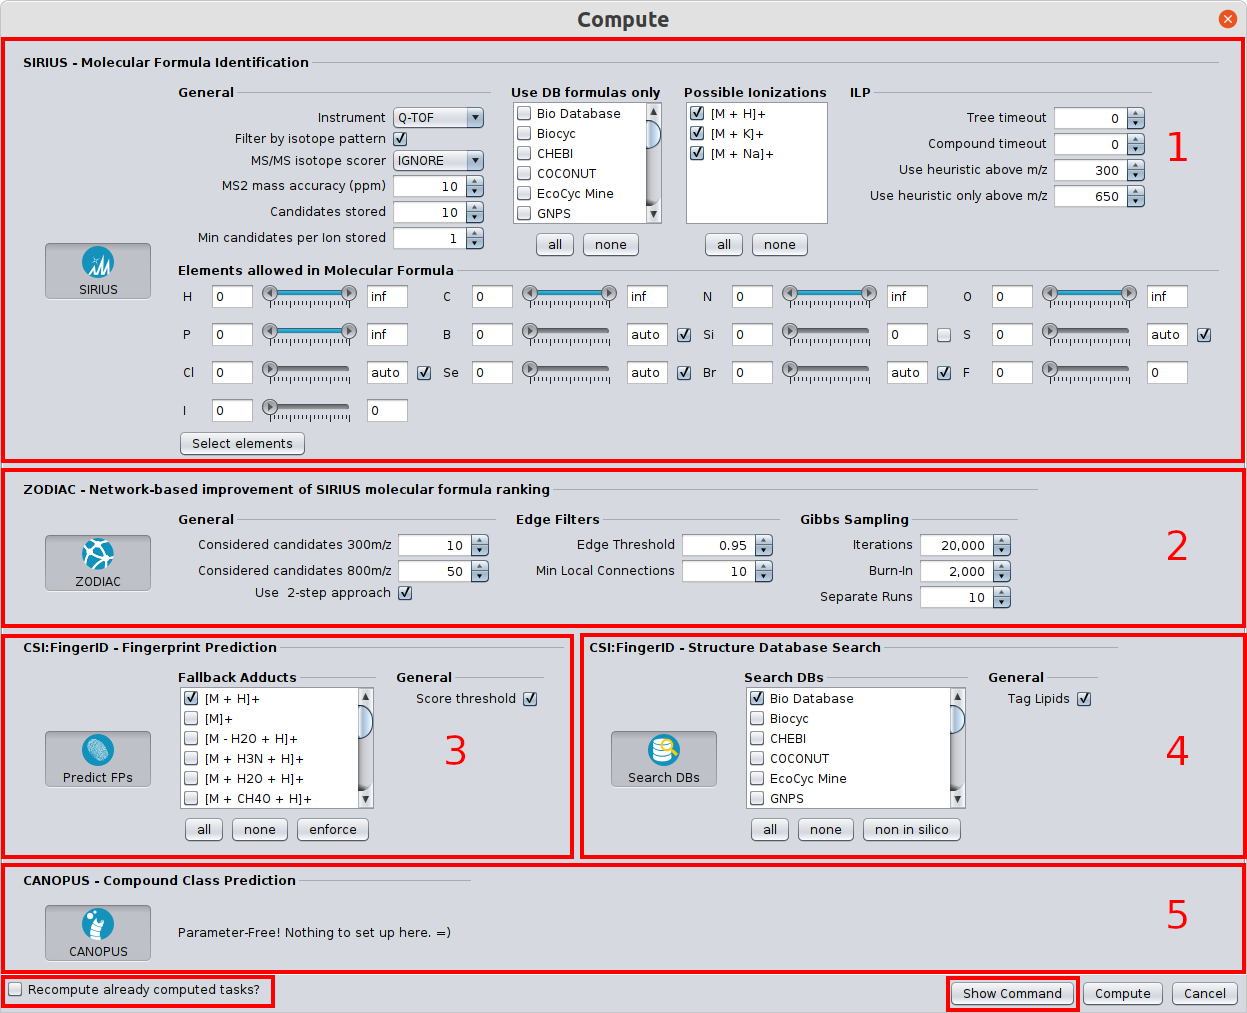 Compute
SIRIUS - Molecular Formula Identification
General
Instrument Q-TOF
Filter by isotope pattern
MS/MS isotope scorer IGNORE
MS2 mass accuracy (ppm) 10
Candidates stored 10
Min candidates per Ion stored 1
Use DB formulas only
Bio Database
Biocyc
CHEBI
COCONUT
EcoCyc Mine
GNPS
all none
Possible Ionizations
[M + H]+
[M + K]+
[M + Na]+
all none
ILP
Tree timeout 0
Compound timeout 0
Use heuristic above m/z 300
Use heuristic only above m/z 650
1
SIRIUS
Elements allowed in Molecular Formula
H 0 inf C 0 inf N 0 inf O 0 inf
P 0 inf B 0 auto Si 0 0 S 0 auto
Cl 0 auto Se 0 auto Br 0 auto F 0 0
I 0 0
Select elements
ZODIAC - Network-based improvement of SIRIUS molecular formula ranking
ZODIAC
General
Considered candidates 300m/z 10
Considered candidates 800m/z 50
Use 2-step approach
Edge Filters
Edge Threshold 0.95
Min Local Connections 10
Gibbs Sampling
Iterations 20,000
Burn-In 2,000
Separate Runs 10
2
CSI:FingerID - Fingerprint Prediction
Predict FPs
Fallback Adducts
[M + H]+
[M]+
[M - H2O + H]+
[M + H3N + H]+
[M + H2O + H]+
[M + CH4O + H]+
all none enforce
General
Score threshold
3
CSI:FingerID - Structure Database Search
Search DBs
Search DBs
Bio Database
Biocyc
CHEBI
COCONUT
EcoCyc Mine
GNPS
all none non in silico
General
Tag Lipids
4
CANOPUS - Compound Class Prediction
CANOPUS
Parameter-Free! Nothing to set up here. =)
5
Recompute already computed tasks?
Show Command Compute Cancel